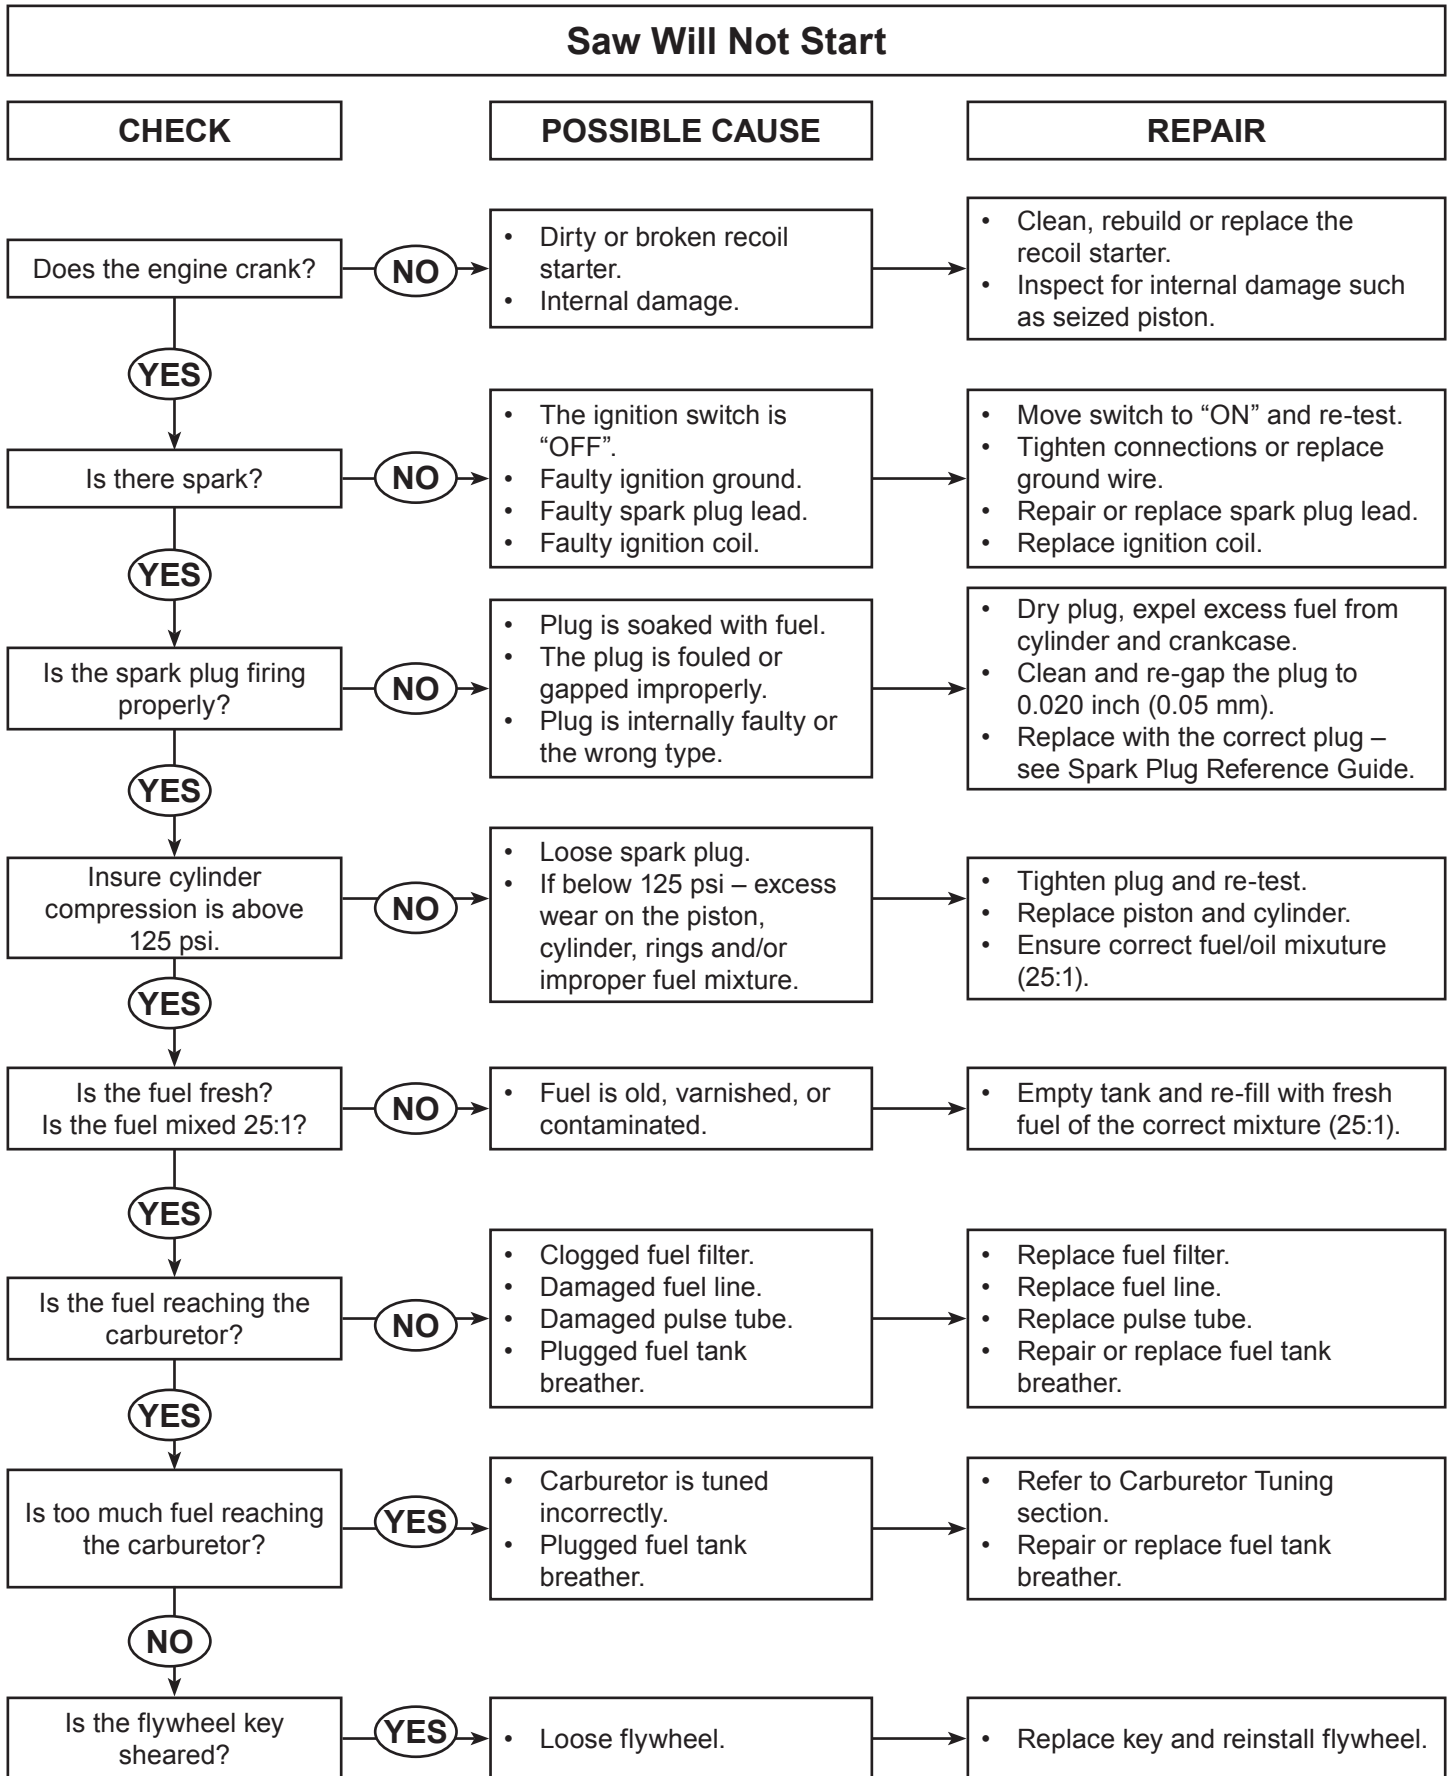 Saw Will Not Start
CHECK
POSSIBLE CAUSE
REPAIR
Does the engine crank?
NO
• Dirty or broken recoil
starter.
• Internal damage.
• Clean, rebuild or replace the
recoil starter.
• Inspect for internal damage such
as seized piston.
YES
Is there spark?
NO
• The ignition switch is
“OFF”.
• Faulty ignition ground.
• Faulty spark plug lead.
• Faulty ignition coil.
• Move switch to “ON” and re-test.
• Tighten connections or replace
ground wire.
• Repair or replace spark plug lead.
• Replace ignition coil.
YES
Is the spark plug firing
properly?
NO
• Plug is soaked with fuel.
• The plug is fouled or
gapped improperly.
• Plug is internally faulty or
the wrong type.
• Dry plug, expel excess fuel from
cylinder and crankcase.
• Clean and re-gap the plug to
0.020 inch (0.05 mm).
• Replace with the correct plug –
see Spark Plug Reference Guide.
YES
Insure cylinder
compression is above
125 psi.
NO
• Loose spark plug.
• If below 125 psi – excess
wear on the piston,
cylinder, rings and/or
improper fuel mixture.
• Tighten plug and re-test.
• Replace piston and cylinder.
• Ensure correct fuel/oil mixuture
(25:1).
YES
Is the fuel fresh?
Is the fuel mixed 25:1?
NO
• Fuel is old, varnished, or
contaminated.
• Empty tank and re-fill with fresh
fuel of the correct mixture (25:1).
YES
Is the fuel reaching the
carburetor?
NO
• Clogged fuel filter.
• Damaged fuel line.
• Damaged pulse tube.
• Plugged fuel tank
breather.
• Replace fuel filter.
• Replace fuel line.
• Replace pulse tube.
• Repair or replace fuel tank
breather.
YES
Is too much fuel reaching
the carburetor?
YES
• Carburetor is tuned
incorrectly.
• Plugged fuel tank
breather.
• Refer to Carburetor Tuning
section.
• Repair or replace fuel tank
breather.
NO
Is the flywheel key
sheared?
YES
• Loose flywheel.
• Replace key and reinstall flywheel.